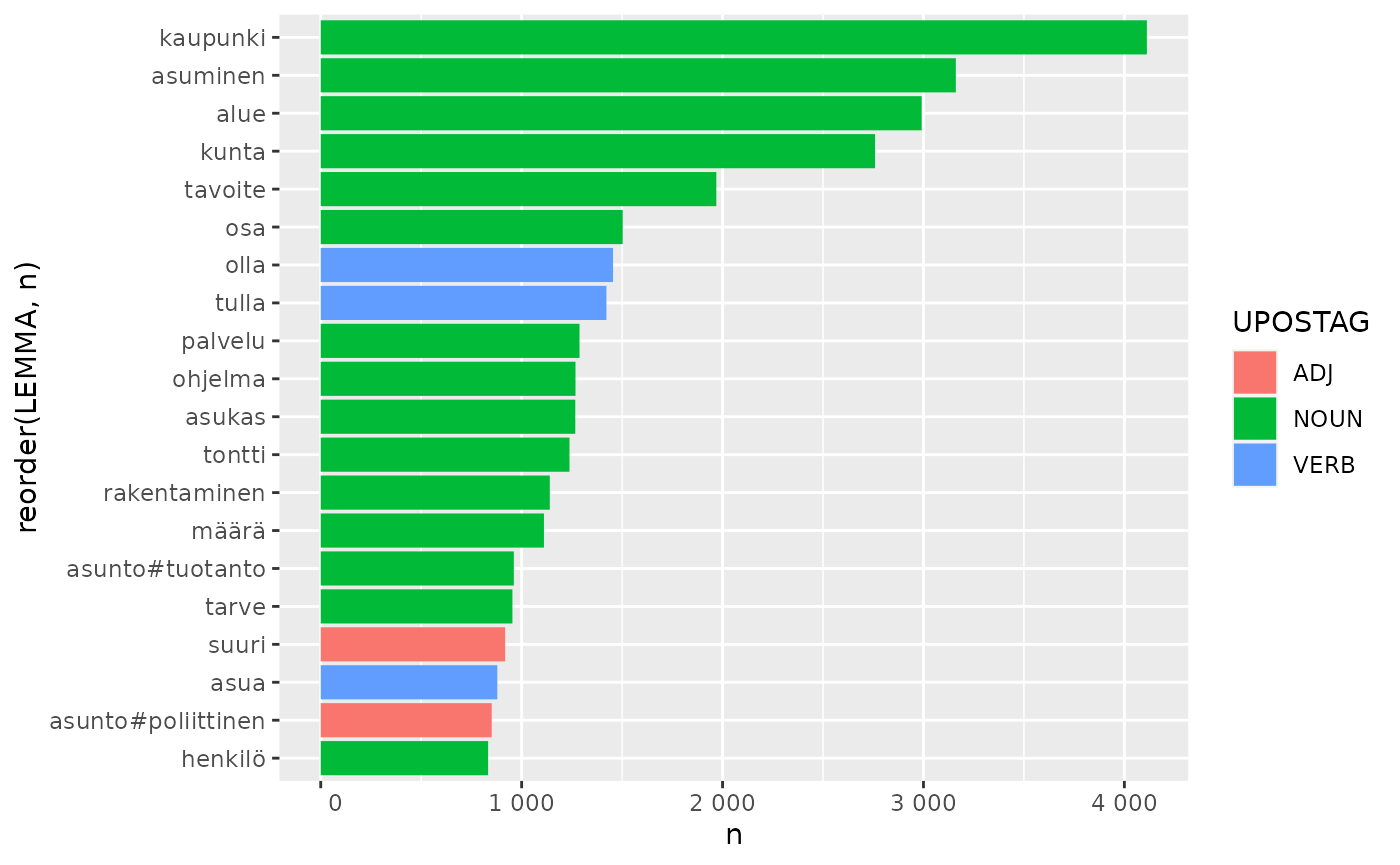 kaupunki
asuminen
alue
kunta
tavoite
osa
olla
tulla
palvelu
ohjelma
asukas
tontti
rakentaminen
määrä
asunto#tuotanto
tarve
suuri
asua
asunto#poliittinen
henkilö
reorder(LEMMA, n)
0 1 000 2 000 3 000 4 000
n
UPOSTAG
ADJ
NOUN
VERB